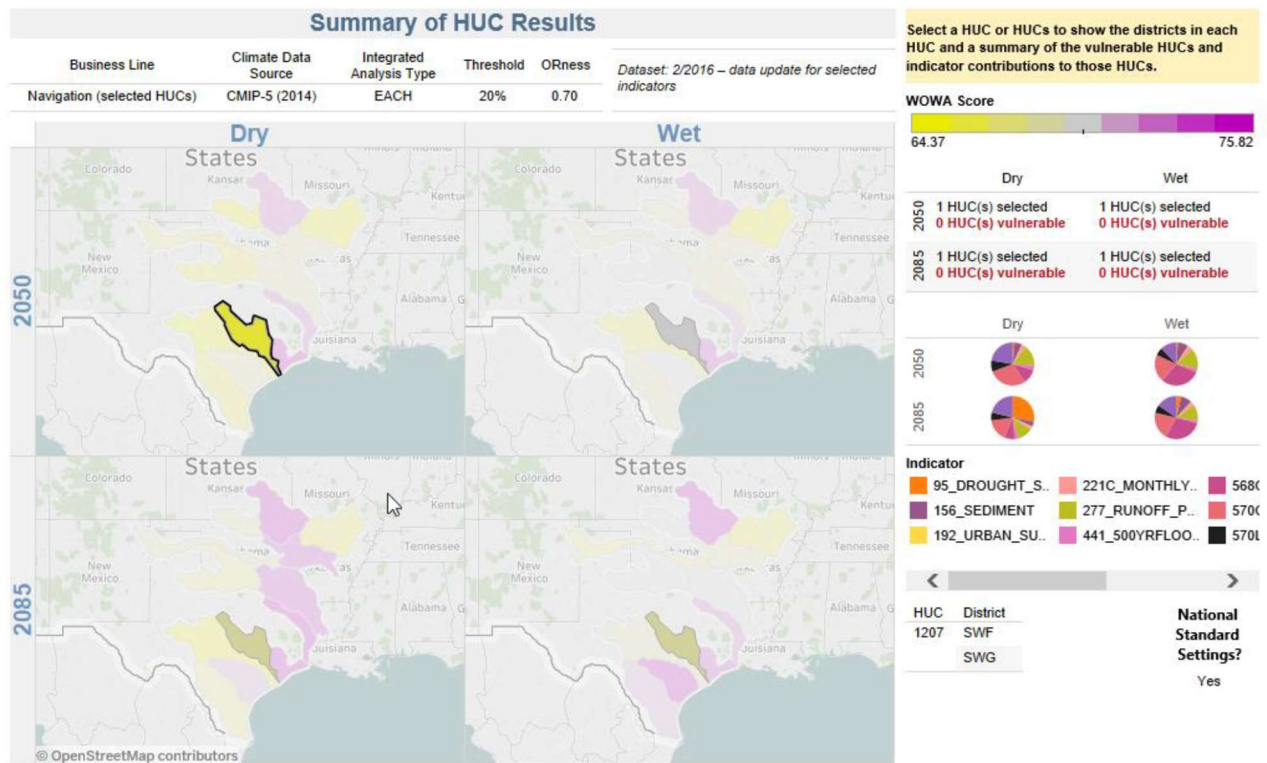 Summary of HUC Results
Business Line
Climate Data Source
Integrated Analysis Type
Threshold
ORness
Navigation (selected HUCs)
CMIP-5 (2014)
EACH
20%
0.70
Dataset: 2/2016 – data update for selected
indicators
Select a HUC or HUCs to show the districts in each
HUC and a summary of the vulnerable HUCs and
indicator contributions to those HUCs.
WOWA Score
64.37
75.82
Dry
Wet
2050
1 HUC(s) selected
0 HUC(s) vulnerable
1 HUC(s) selected
0 HUC(s) vulnerable
2085
1 HUC(s) selected
0 HUC(s) vulnerable
1 HUC(s) selected
0 HUC(s) vulnerable
Dry
Wet
2050
2085
Indicator
95_DROUGHT_S..
221C_MONTHLY..
156_SEDIMENT
277_RUNOFF_P..
192_URBAN_SU..
441_500YRFLOO..
HUC
District
1207
SWF
SWG
National
Standard
Settings?
Yes
Dry
Wet
2050
States
Colorado
Kansas
Missouri
Tennessee
New
Mexico
Alabama
States
Colorado
Kansas
Missouri
Tennessee
New
Mexico
Alabama
2085
States
Colorado
Kansas
Missouri
Tennessee
New
Mexico
Alabama
States
Colorado
Kansas
Missouri
Tennessee
New
Mexico
Alabama
© OpenStreetMap contributors